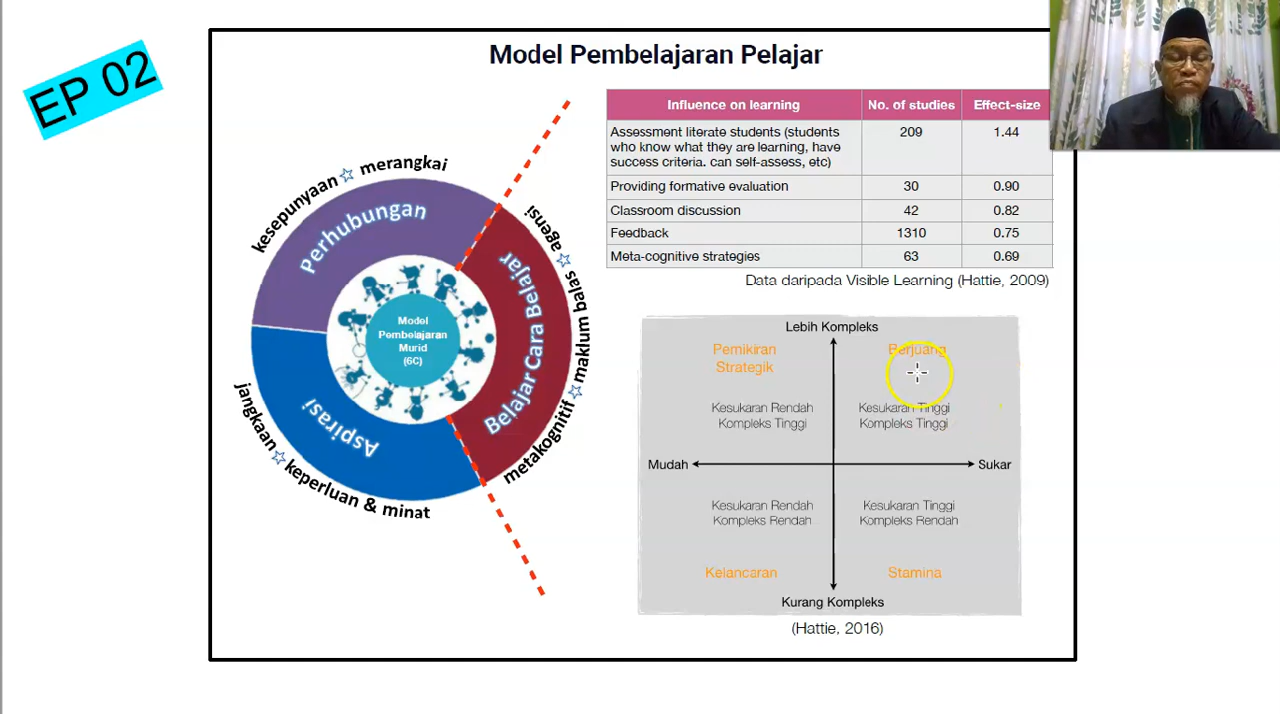 EP 02
Model Pembelajaran Pelajar
kesepunyaan ☆ merangkai
Perhubungan
agensi ☆ maklum balas ☆ metakognitif
Belajar Cara Belajar
Aspirasi
jangkaan ☆ keperluan & minat
Model
Pembelajaran
Murid
(6C)
Influence on learning No. of studies Effect-size
Assessment literate students (students 209 1.44
who know what they are learning, have
success criteria. can self-assess, etc)
Providing formative evaluation 30 0.90
Classroom discussion 42 0.82
Feedback 1310 0.75
Meta-cognitive strategies 63 0.69
Data daripada Visible Learning (Hattie, 2009)
Lebih Kompleks
Pemikiran Berjuang
Strategik
Kesukaran Rendah Kesukaran Tinggi
Kompleks Tinggi Kompleks Tinggi
Mudah Sukar
Kesukaran Rendah Kesukaran Tinggi
Kompleks Rendah Kompleks Rendah
Kelancaran Stamina
Kurang Kompleks
(Hattie, 2016)